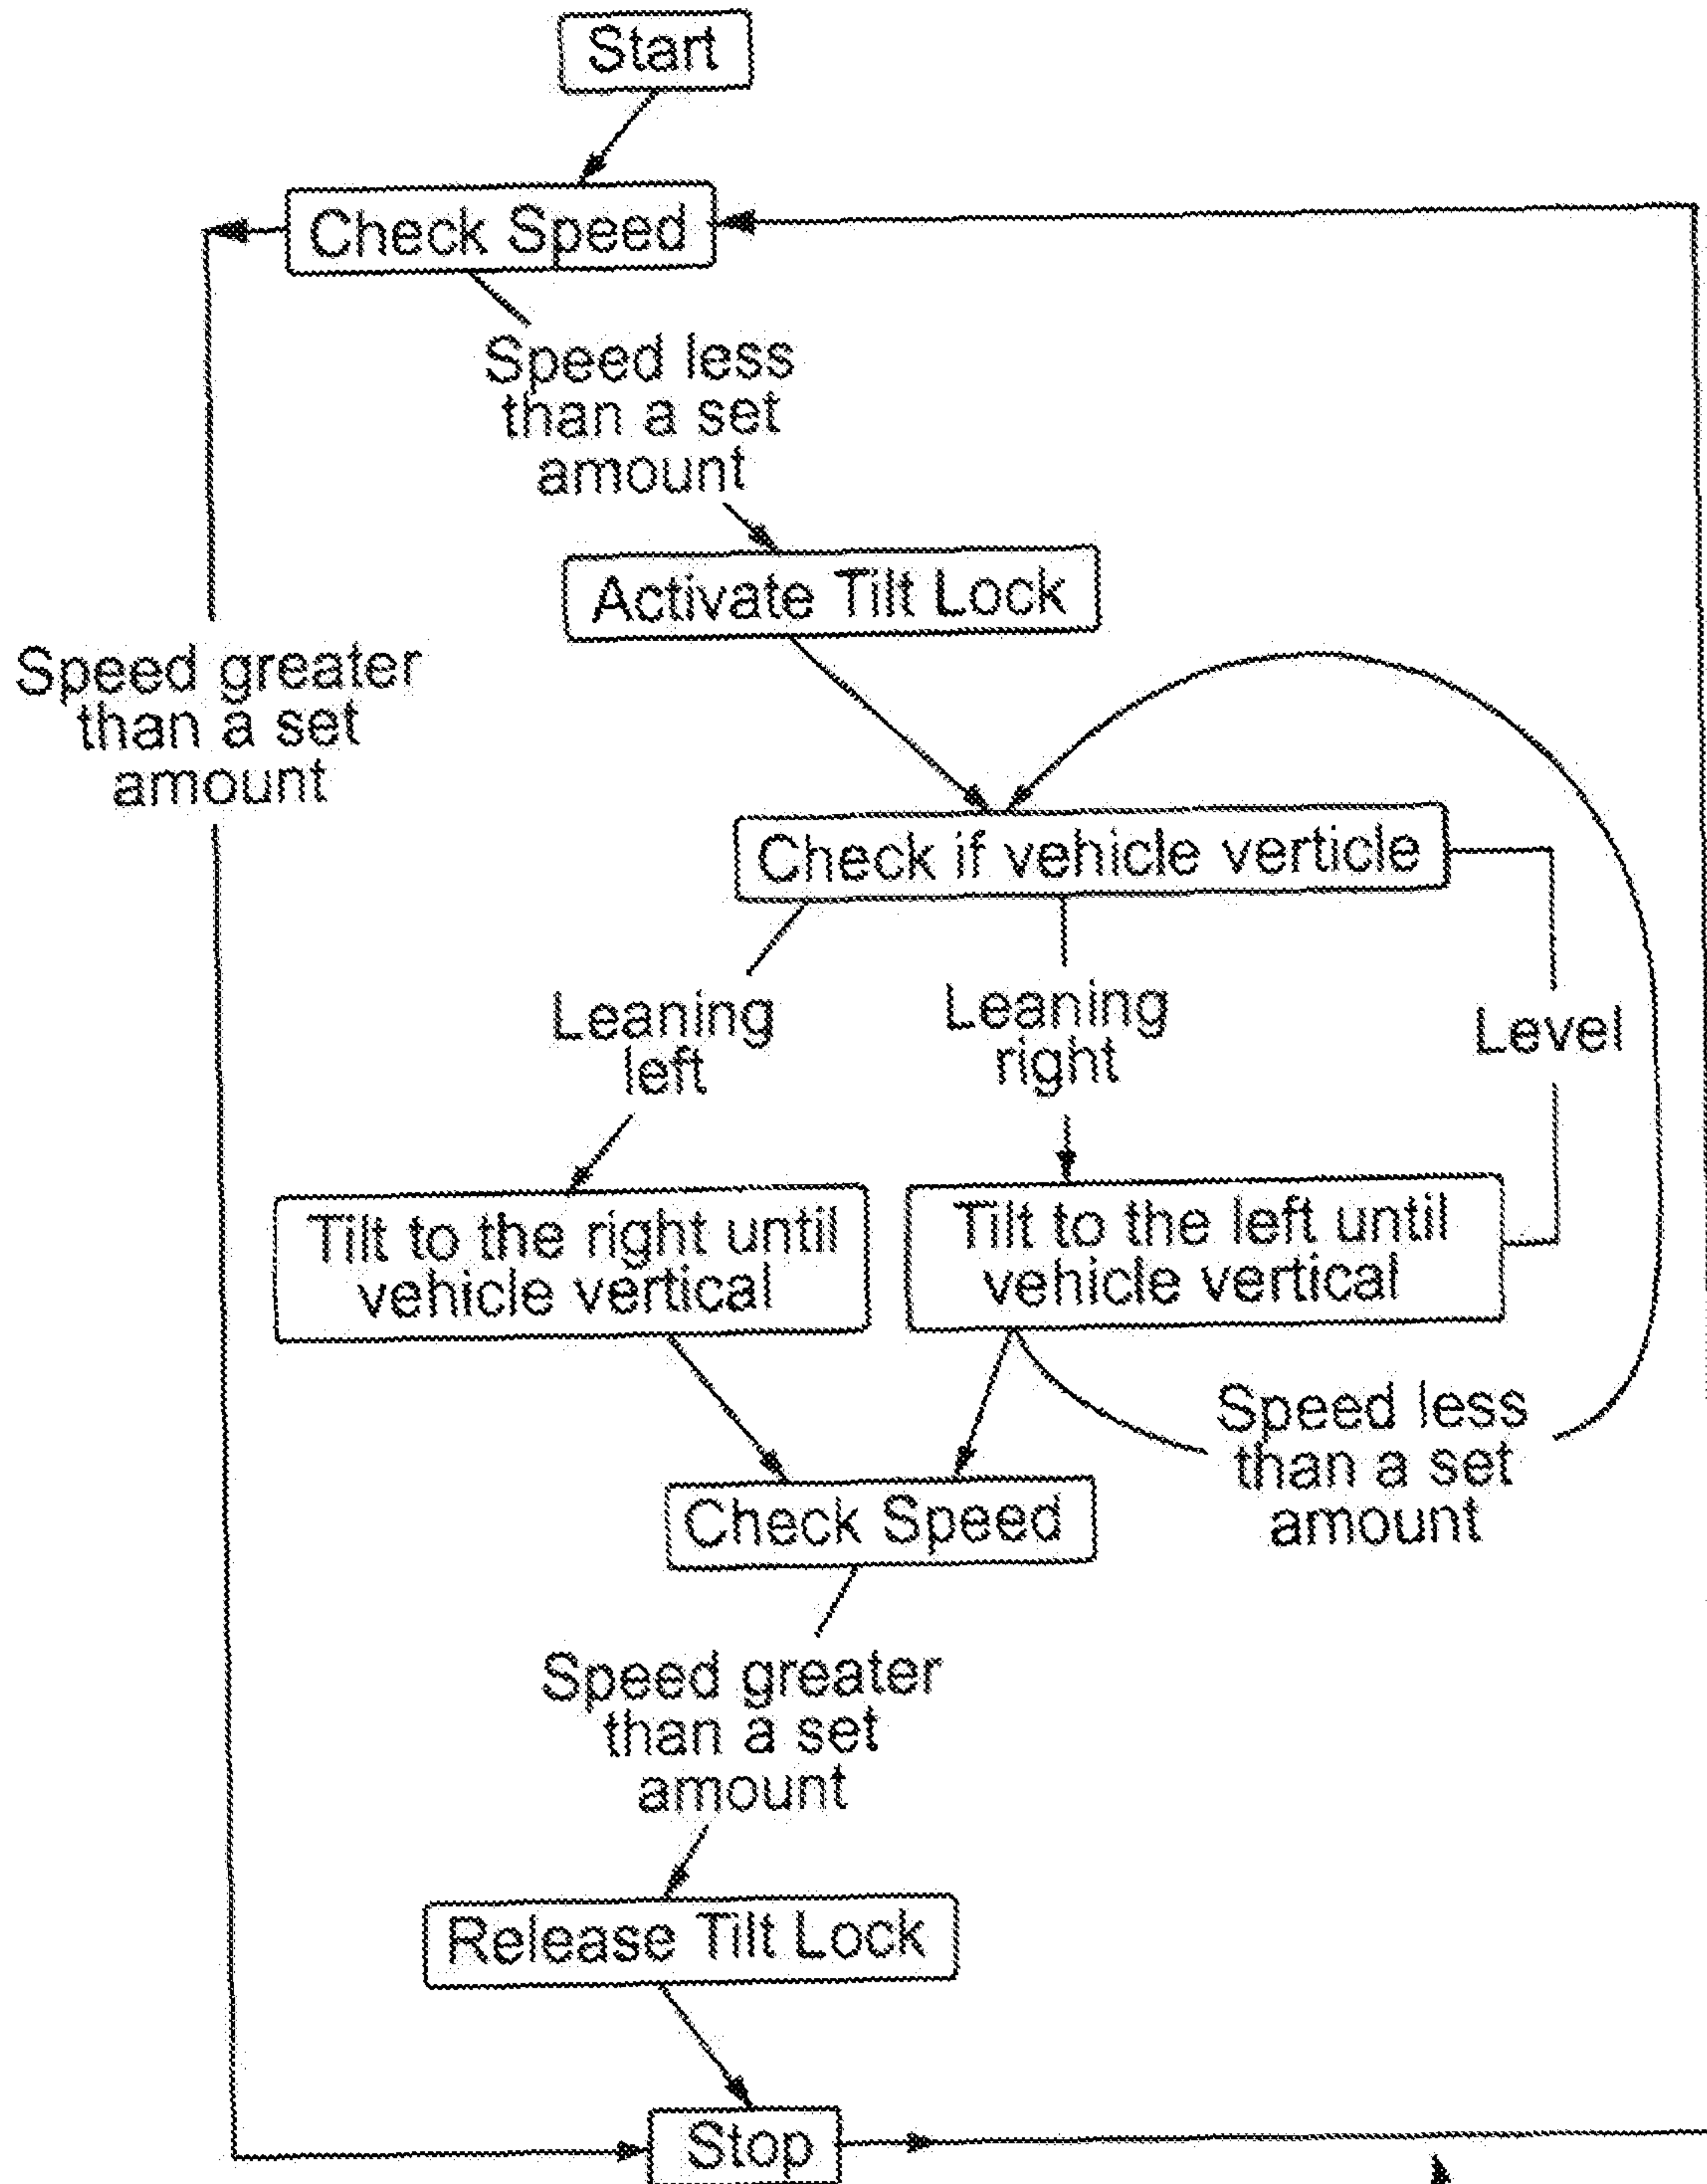 Start
Check Speed
Speed less
than a set
amount
Activate Tilt Lock
Speed greater
than a set
amount
Check if vehicle verticle
Leaning
left
Leaning
right
Level
Tilt to the right until
vehicle vertical
Tilt to the left until
vehicle vertical
Speed less
than a set
amount
Check Speed
Speed greater
than a set
amount
Release Tilt Lock
Stop